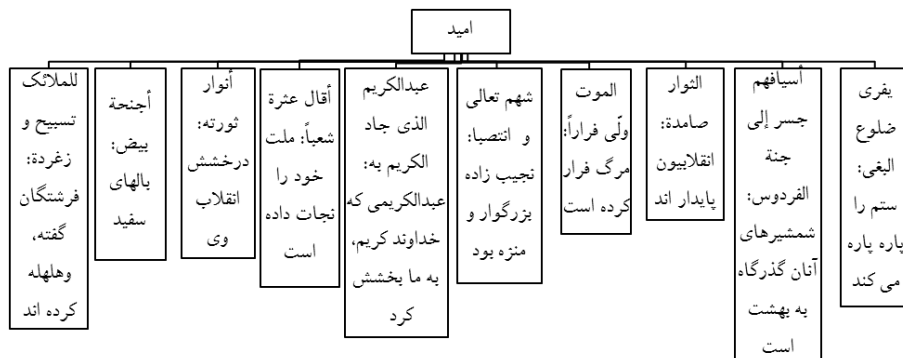 امید
یفری
ضلوع
البغی:
ستم را
پاره پاره
می کند
أسیافهم
جسر إلی
جنة
الفردوس:
شمشیرهای
آنان گذرگاه
به بهشت
است
الثوار
صامدة:
انقلابیون
پایدار اند
الموت
ولّی فراراً:
مرگ فرار
کرده است
شهم تعالی
و انتصبا:
نجیب زاده
بزرگوار و
منزه بود
عبدالکریم
الذی جاد
الکریم به:
عبدالکریمی که
خداوند کریم،
به ما بخشش
کرد
أقال عثرة
شعباً: ملت
خود را
نجات داده
است
أنوار
ثورته:
درخشش
انقلاب
وی
أجنحة
بیض:
بالهای
سفید
للملائک
تسبیح و
زغردة:
فرشتگان
گفته،
وهلهله
کرده اند